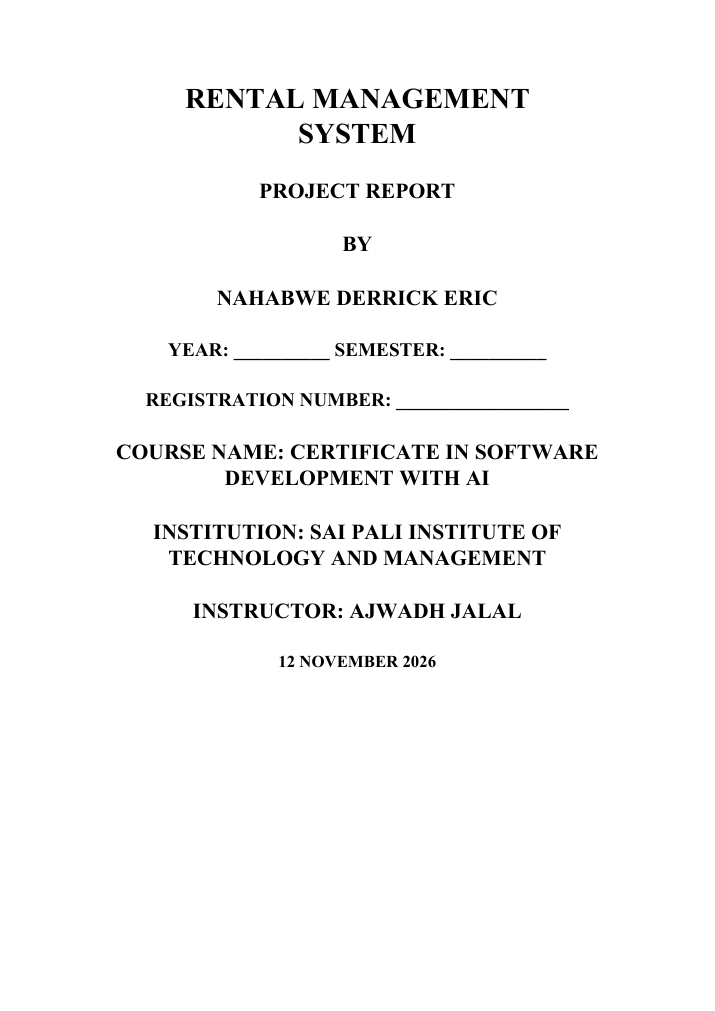 RENTAL MANAGEMENT
SYSTEM
PROJECT REPORT
BY
NAHABWE DERRICK ERIC
YEAR: __________ SEMESTER: __________
REGISTRATION NUMBER: __________________
COURSE NAME: CERTIFICATE IN SOFTWARE
DEVELOPMENT WITH AI
INSTITUTION: SAI PALI INSTITUTE OF
TECHNOLOGY AND MANAGEMENT
INSTRUCTOR: AJWADH JALAL
12 NOVEMBER 2026